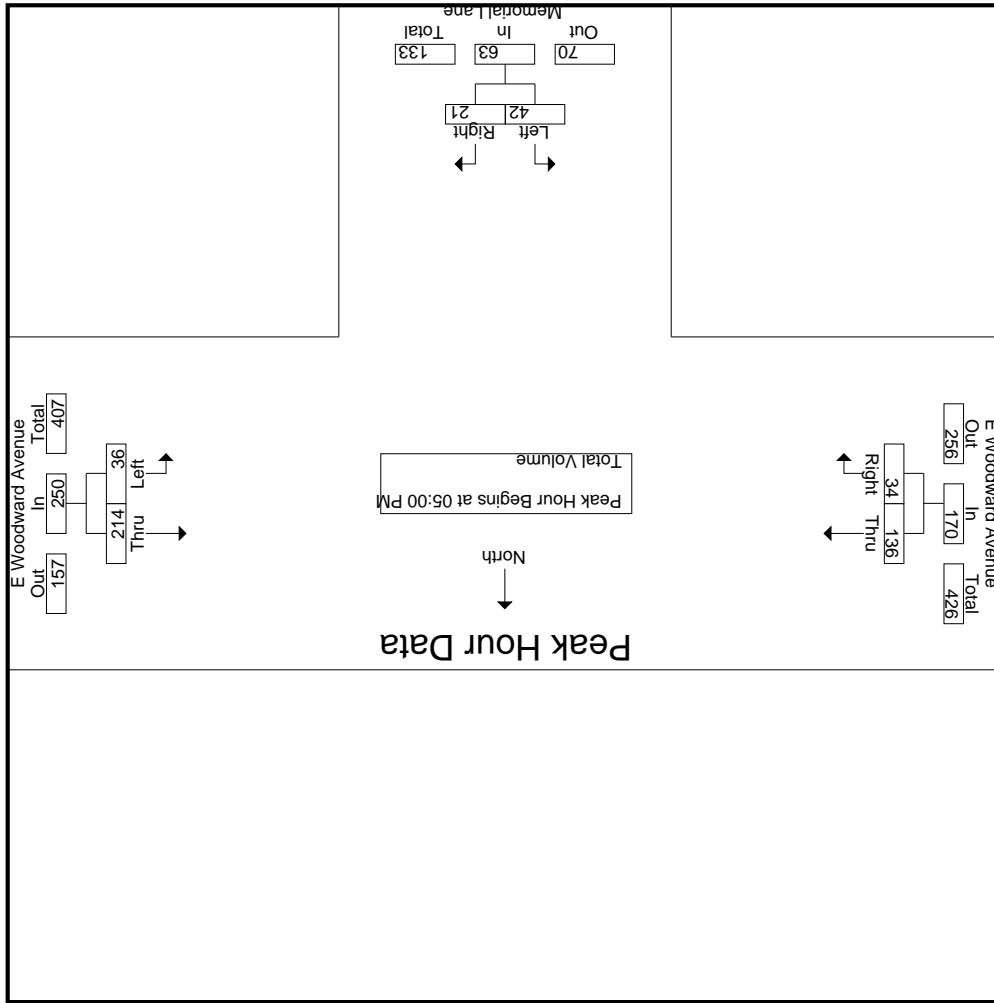 Peak Hour Data
North
Peak Hour Begins at 05:00 PM
Total Volume
Memorial Lane
Out In Total
70 63 133
42 21
Left Right
E Woodward Avenue
Out In Total
256 170 426
34 136
Right Thru
E Woodward Avenue
Out In Total
157 250 407
214 36
Thru Left